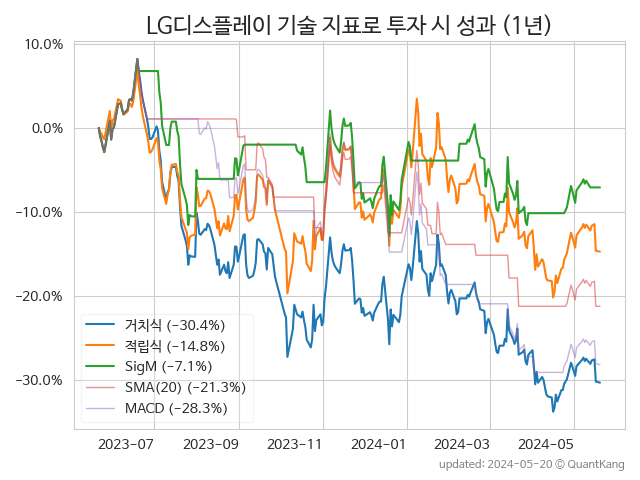 LG디스플레이 기술 지표로 투자 시 성과 (1년)
10.0%
0.0%
−10.0%
−20.0%
−30.0%
거치식 (−30.4%)
적립식 (−14.8%)
SigM (−7.1%)
SMA(20) (−21.3%)
MACD (−28.3%)
2023-07
2023-09
2023-11
2024-01
2024-03
2024-05
updated: 2024-05-20 © QuantKang